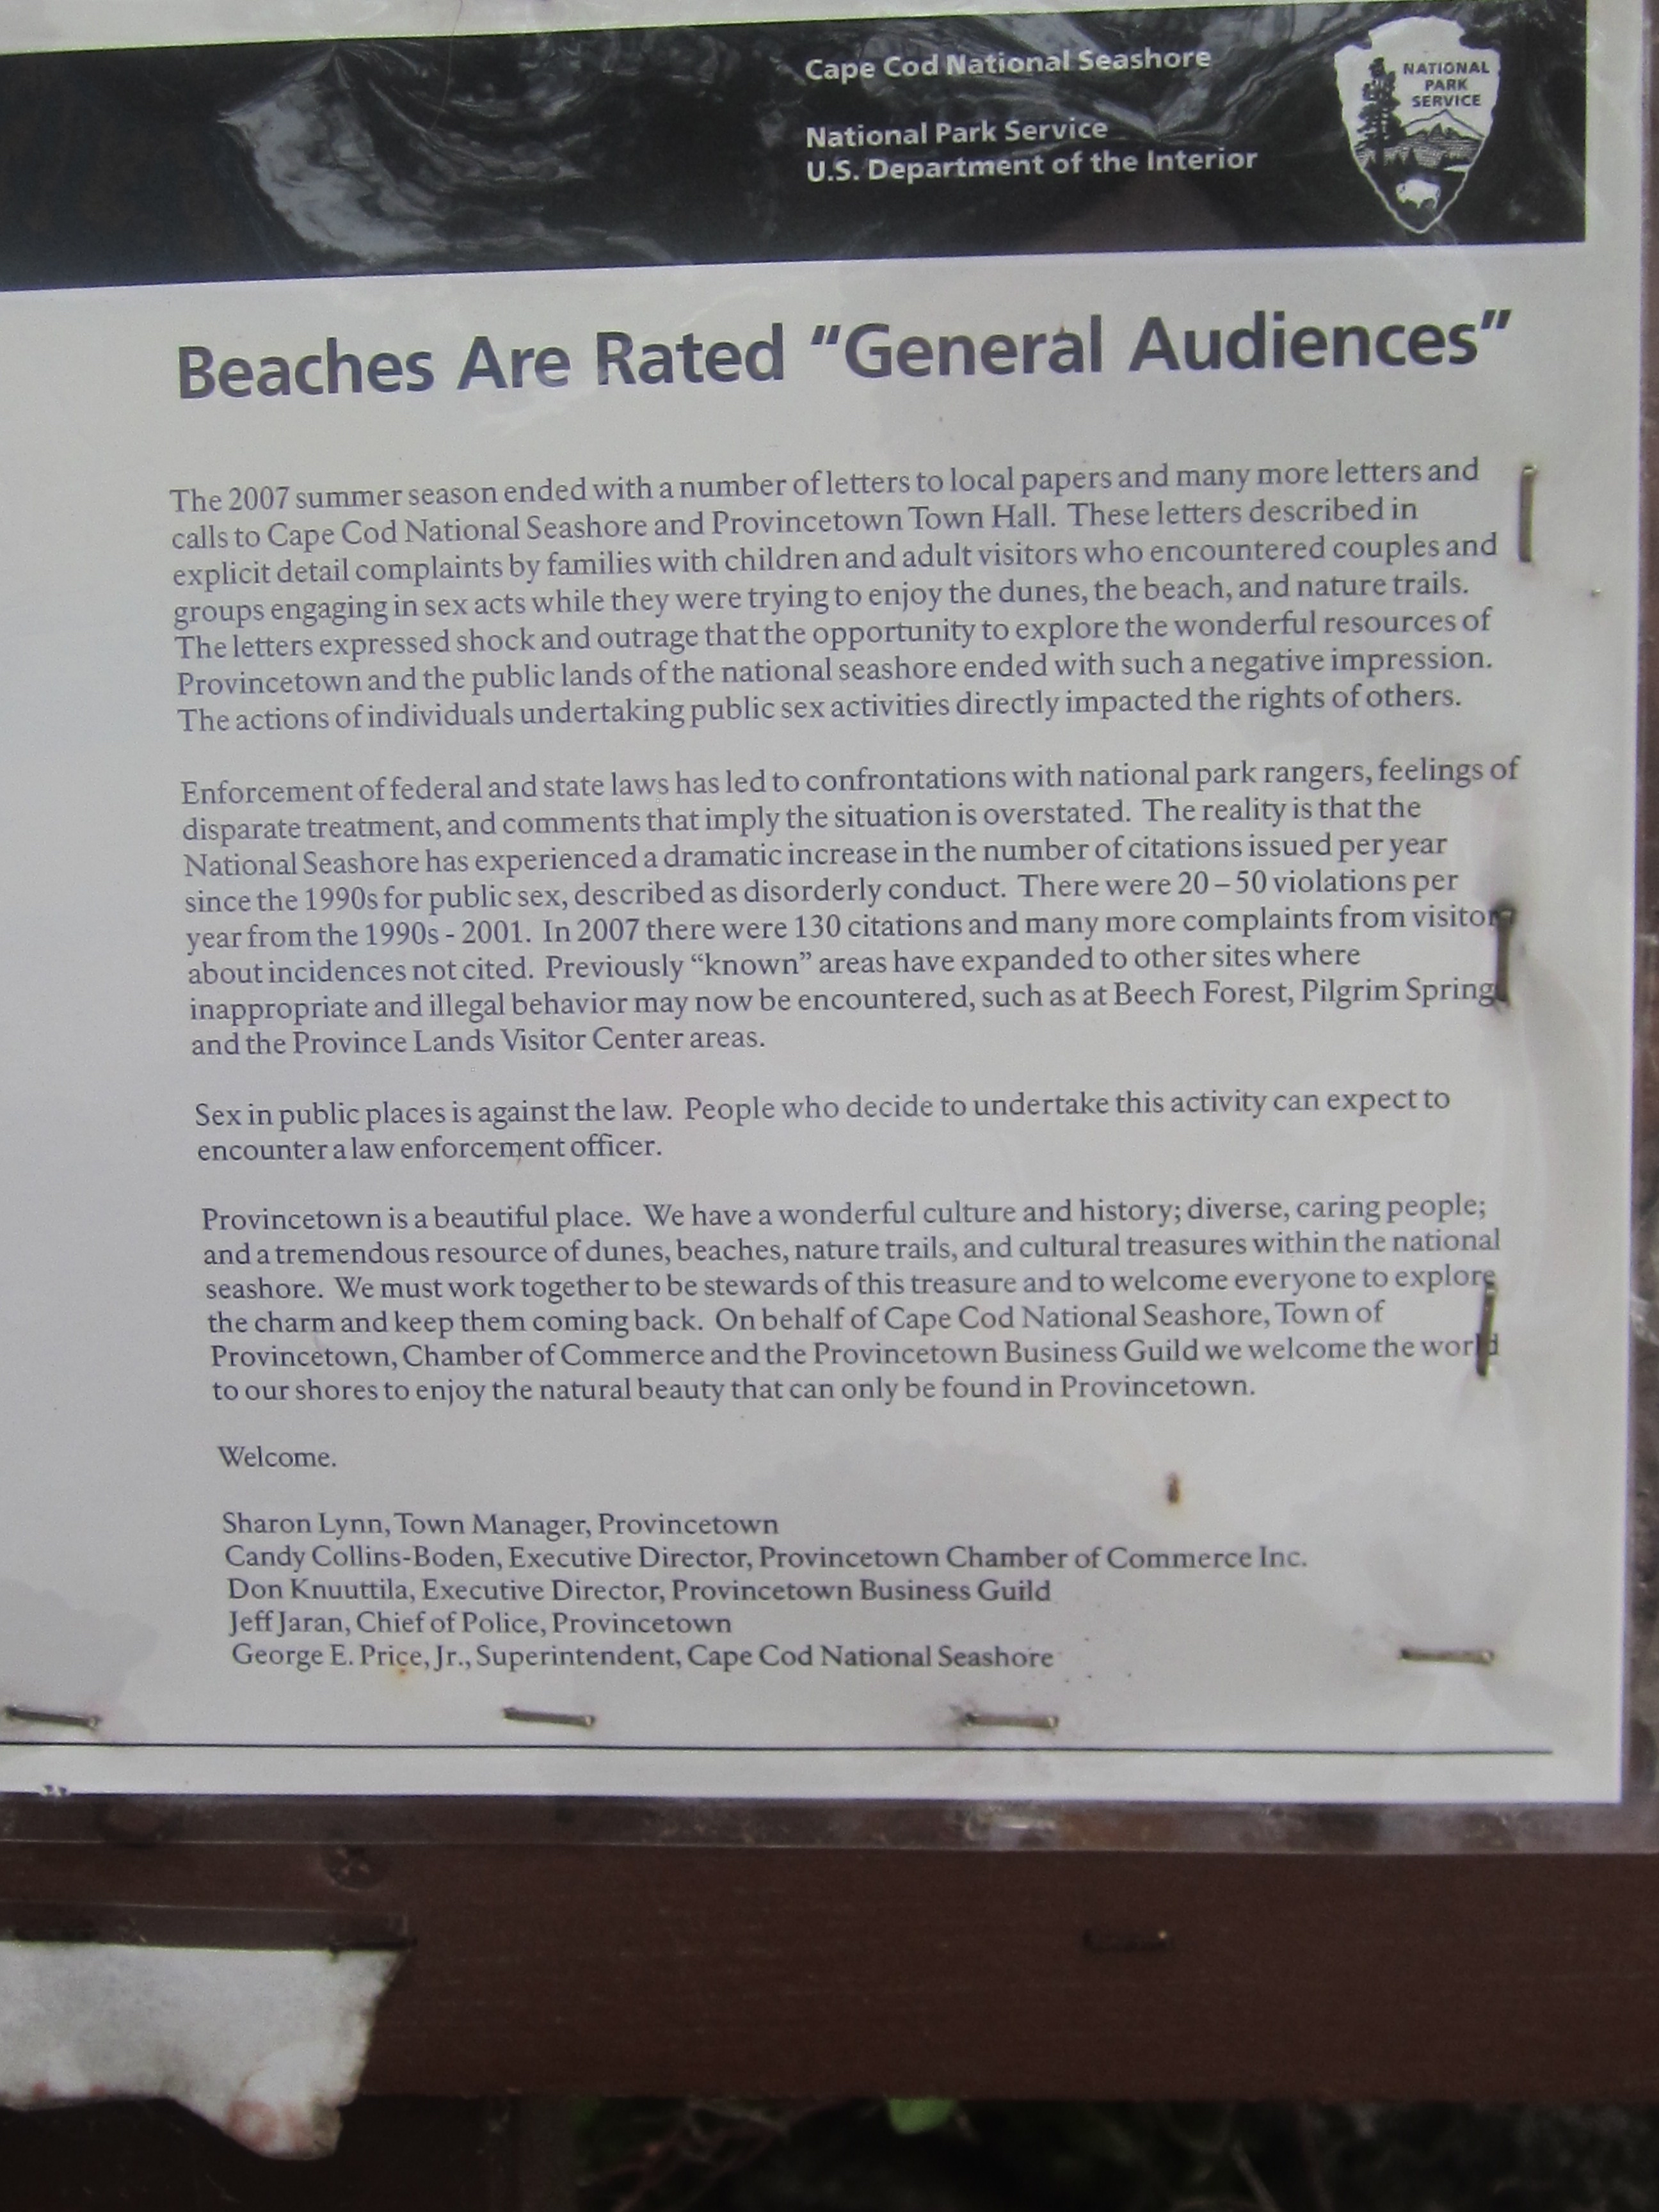 Cape Cod National Seashore
National Park Service
U.S. Department of the Interior
NATIONAL
PARK
SERVICE
Beaches Are Rated “General Audiences”
The 2007 summer season ended with a number of letters to local papers and many more letters and
calls to Cape Cod National Seashore and Provincetown Town Hall. These letters described in
explicit detail complaints by families with children and adult visitors who encountered couples and
groups engaging in sex acts while they were trying to enjoy the dunes, the beach, and nature trails.
The letters expressed shock and outrage that the opportunity to explore the wonderful resources of
Provincetown and the public lands of the national seashore ended with such a negative impression.
The actions of individuals undertaking public sex activities directly impacted the rights of others.
Enforcement of federal and state laws has led to confrontations with national park rangers, feelings of
disparate treatment, and comments that imply the situation is overstated. The reality is that the
National Seashore has experienced a dramatic increase in the number of citations issued per year
since the 1990s for public sex, described as disorderly conduct. There were 20 – 50 violations per
year from the 1990s - 2001. In 2007 there were 130 citations and many more complaints from visitor
about incidences not cited. Previously “known” areas have expanded to other sites where
inappropriate and illegal behavior may now be encountered, such as at Beech Forest, Pilgrim Spring
and the Province Lands Visitor Center areas.
Sex in public places is against the law. People who decide to undertake this activity can expect to
encounter a law enforcement officer.
Provincetown is a beautiful place. We have a wonderful culture and history; diverse, caring people;
and a tremendous resource of dunes, beaches, nature trails, and cultural treasures within the national
seashore. We must work together to be stewards of this treasure and to welcome everyone to explore
the charm and keep them coming back. On behalf of Cape Cod National Seashore, Town of
Provincetown, Chamber of Commerce and the Provincetown Business Guild we welcome the world
to our shores to enjoy the natural beauty that can only be found in Provincetown.
Welcome.
Sharon Lynn, Town Manager, Provincetown
Candy Collins-Boden, Executive Director, Provincetown Chamber of Commerce Inc.
Don Knuuttila, Executive Director, Provincetown Business Guild
Jeff Jaran, Chief of Police, Provincetown
George E. Price, Jr., Superintendent, Cape Cod National Seashore